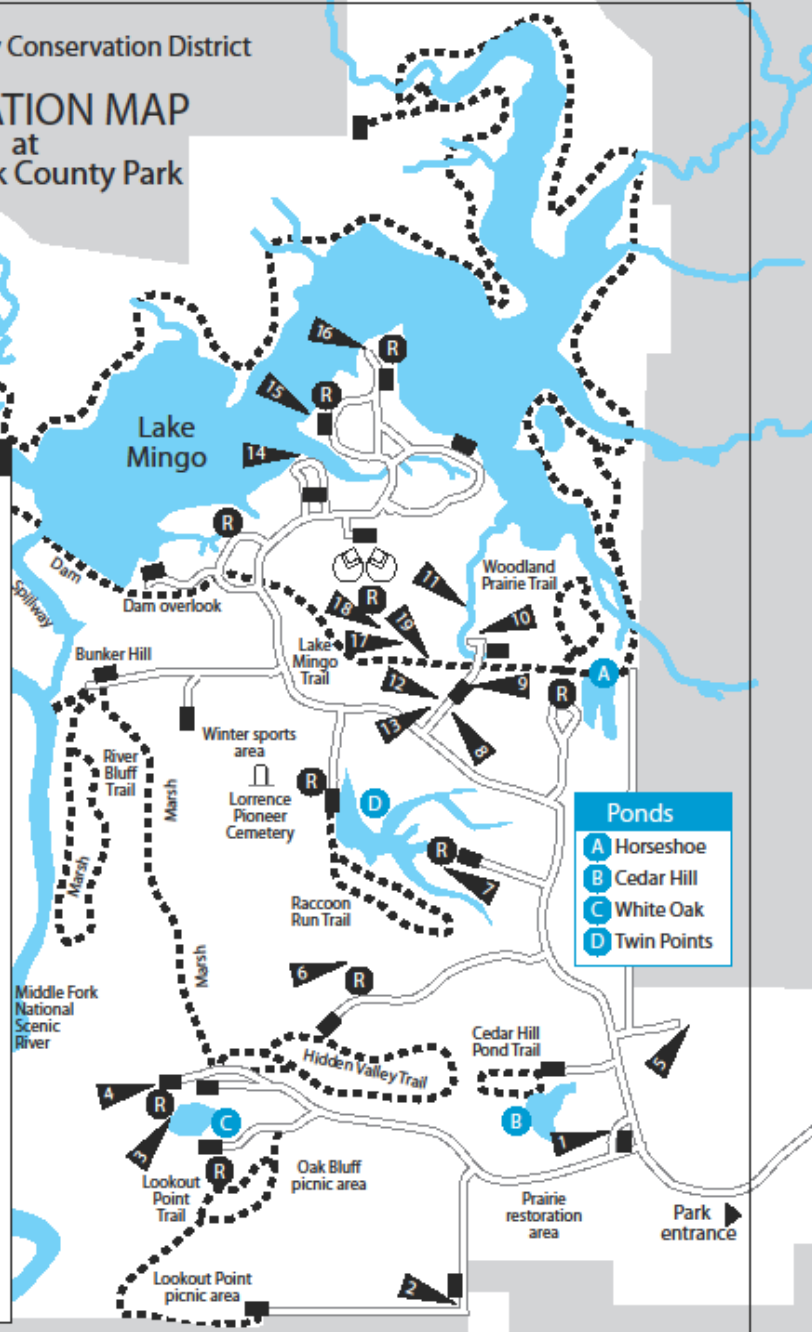 Conservation District
ATION MAP
at
k County Park
16
R
15
R
Lake
Mingo
14
R
Dam
Spillway
Dam overlook
11
Woodland
Prairie Trail
R
18
19
17
10
Bunker Hill
Lake
Mingo
Trail
A
12
9
R
13
8
Winter sports
area
River
Bluff
Trail
Marsh
Lorrence
Pioneer
Cemetery
R
D
Ponds
A Horseshoe
B Cedar Hill
C White Oak
D Twin Points
R
7
Marsh
Raccoon
Run Trail
Marsh
6
R
Middle Fork
National
Scenic
River
Cedar Hill
Pond Trail
Hidden Valley Trail
5
4
R
C
B
1
3
R
Lookout
Point
Trail
Oak Bluff
picnic area
Prairie
restoration
area
Park
entrance
Lookout Point
picnic area
2